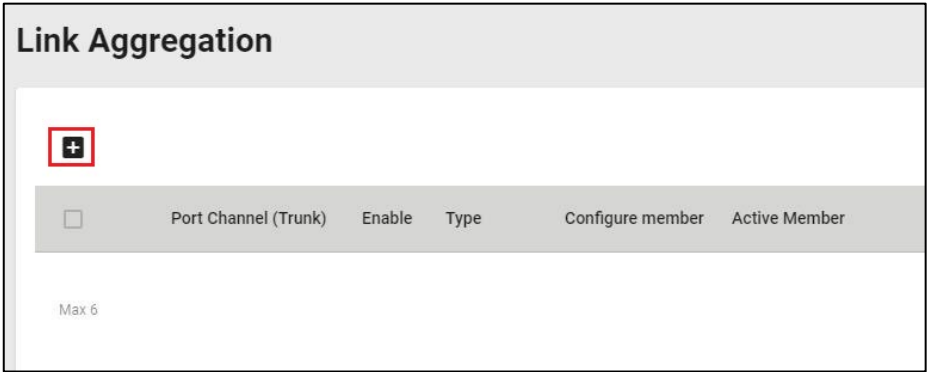 Link Aggregation
Port Channel (Trunk) Enable Type Configure member Active Member
Max 6